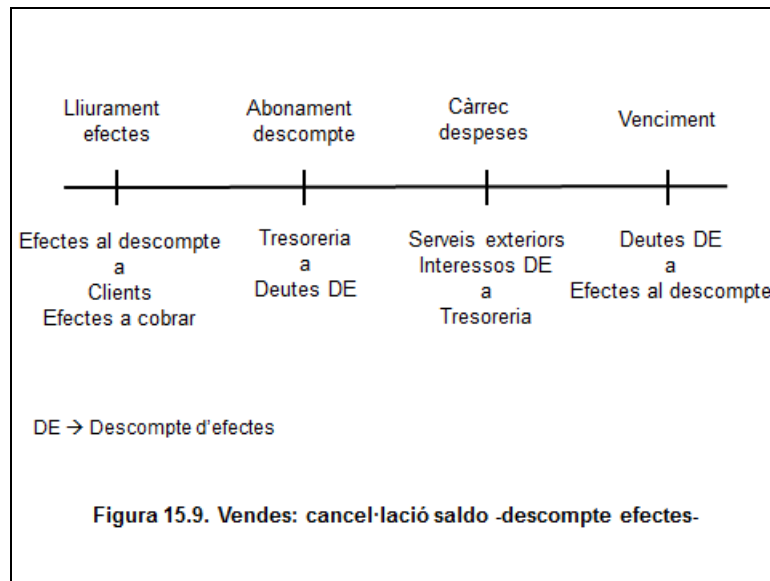 Lliurament
efectes
Abonament
descompte
Càrrec
despeses
Venciment
Efectes al descompte
a
Clients
Efectes a cobrar
Tresoreria
a
Deutes DE
Serveis exteriors
Interessos DE
a
Tresoreria
Deutes DE
a
Efectes al descompte
DE → Descompte d'efectes
Figura 15.9. Vendes: cancel·lació saldo -descompte efectes-